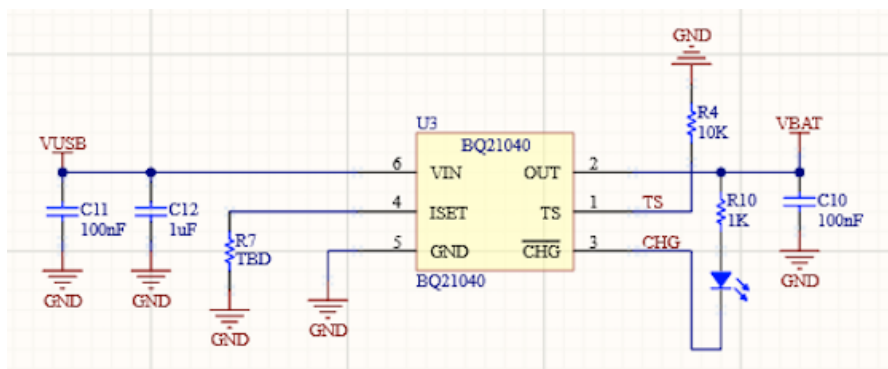 GND
U3
R4
10K
VBAT
VUSB
BQ21040
6
VIN
OUT
2
C11
100nF
C12
1uF
4
ISET
TS
1
TS
R10
1K
C10
100nF
R7
TBD
5
GND
CHG
3
CHG
BQ21040
GND
GND
GND
GND
GND